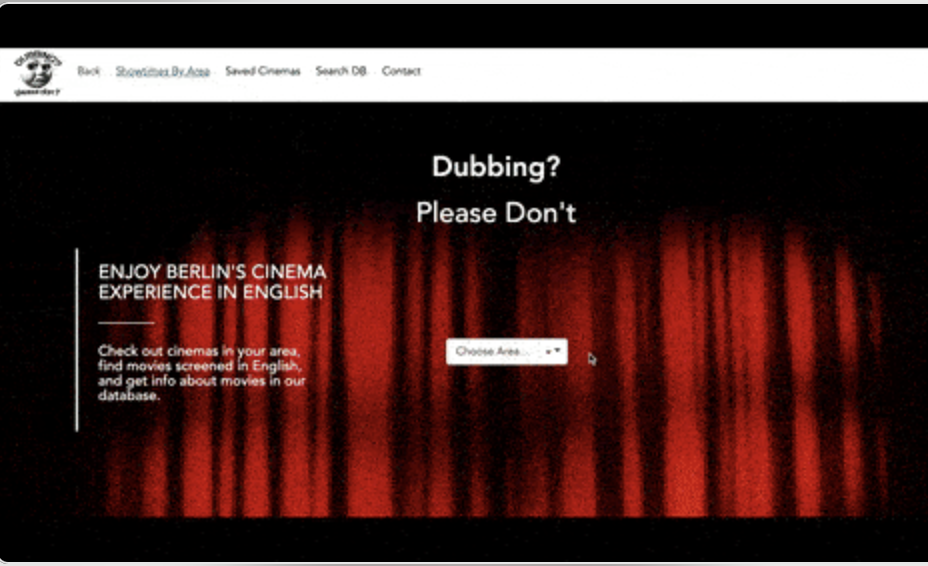 Back
Showtimes By Area
Saved Cinemas
Search DB
Contact
Dubbing?
Please Don't
ENJOY BERLIN'S CINEMA
EXPERIENCE IN ENGLISH
Check out cinemas in your area,
find movies screened in English,
and get info about movies in our
database.
Choose Area...